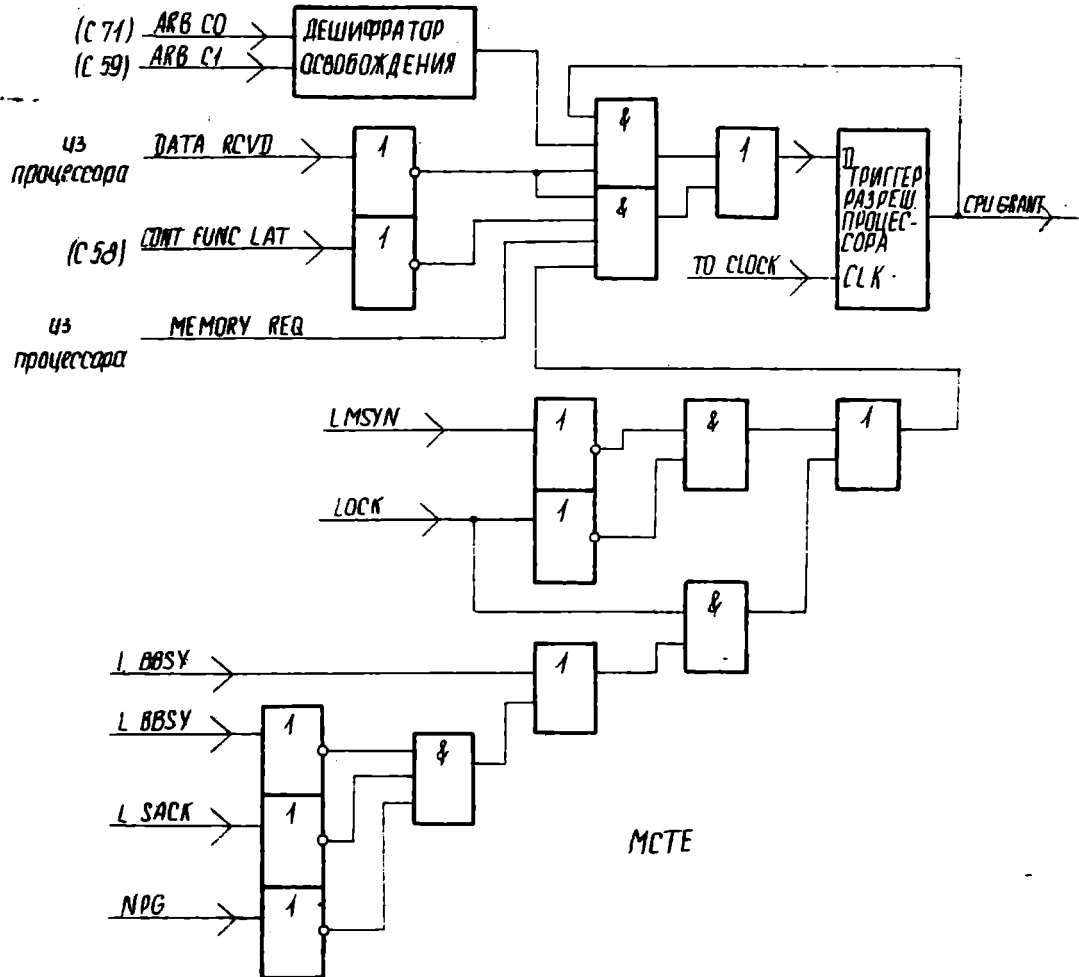 (С 71) ARB C0
ДЕШИФРАТОР
(С 59) ARB C1
ОСВОБОЖДЕНИЯ
&
из
процессора
DATA RCVD
1
1
D
ТРИГГЕР
РАЗРЕШ.
ПРОЦЕС-
СОРА
CPU GRANT
&
(С 58) CONT FUNC LAT
1
TO CLOCK
CLK
из
процессора
MEMORY REQ
LMSYN
1
&
1
LOCK
1
&
L BBSY
1
L BBSY
1
&
L SACK
1
MCTE
NPG
1